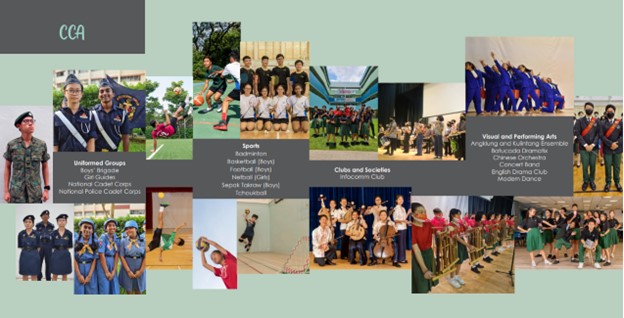 CCA
Uniformed Groups
Boys' Brigade
Girl Guides
National Cadet Corps
National Police Cadet Corps
Sports
Badminton
Basketball (Boys)
Football (Boys)
Netball (Girls)
Sepak Takraw (Boys)
Tchoukball
Clubs and Societies
Infocomm Club
Visual and Performing Arts
Angklung and Kulintang Ensemble
Batucada Dramatix
Chinese Orchestra
Concert Band
English Drama Club
Modern Dance